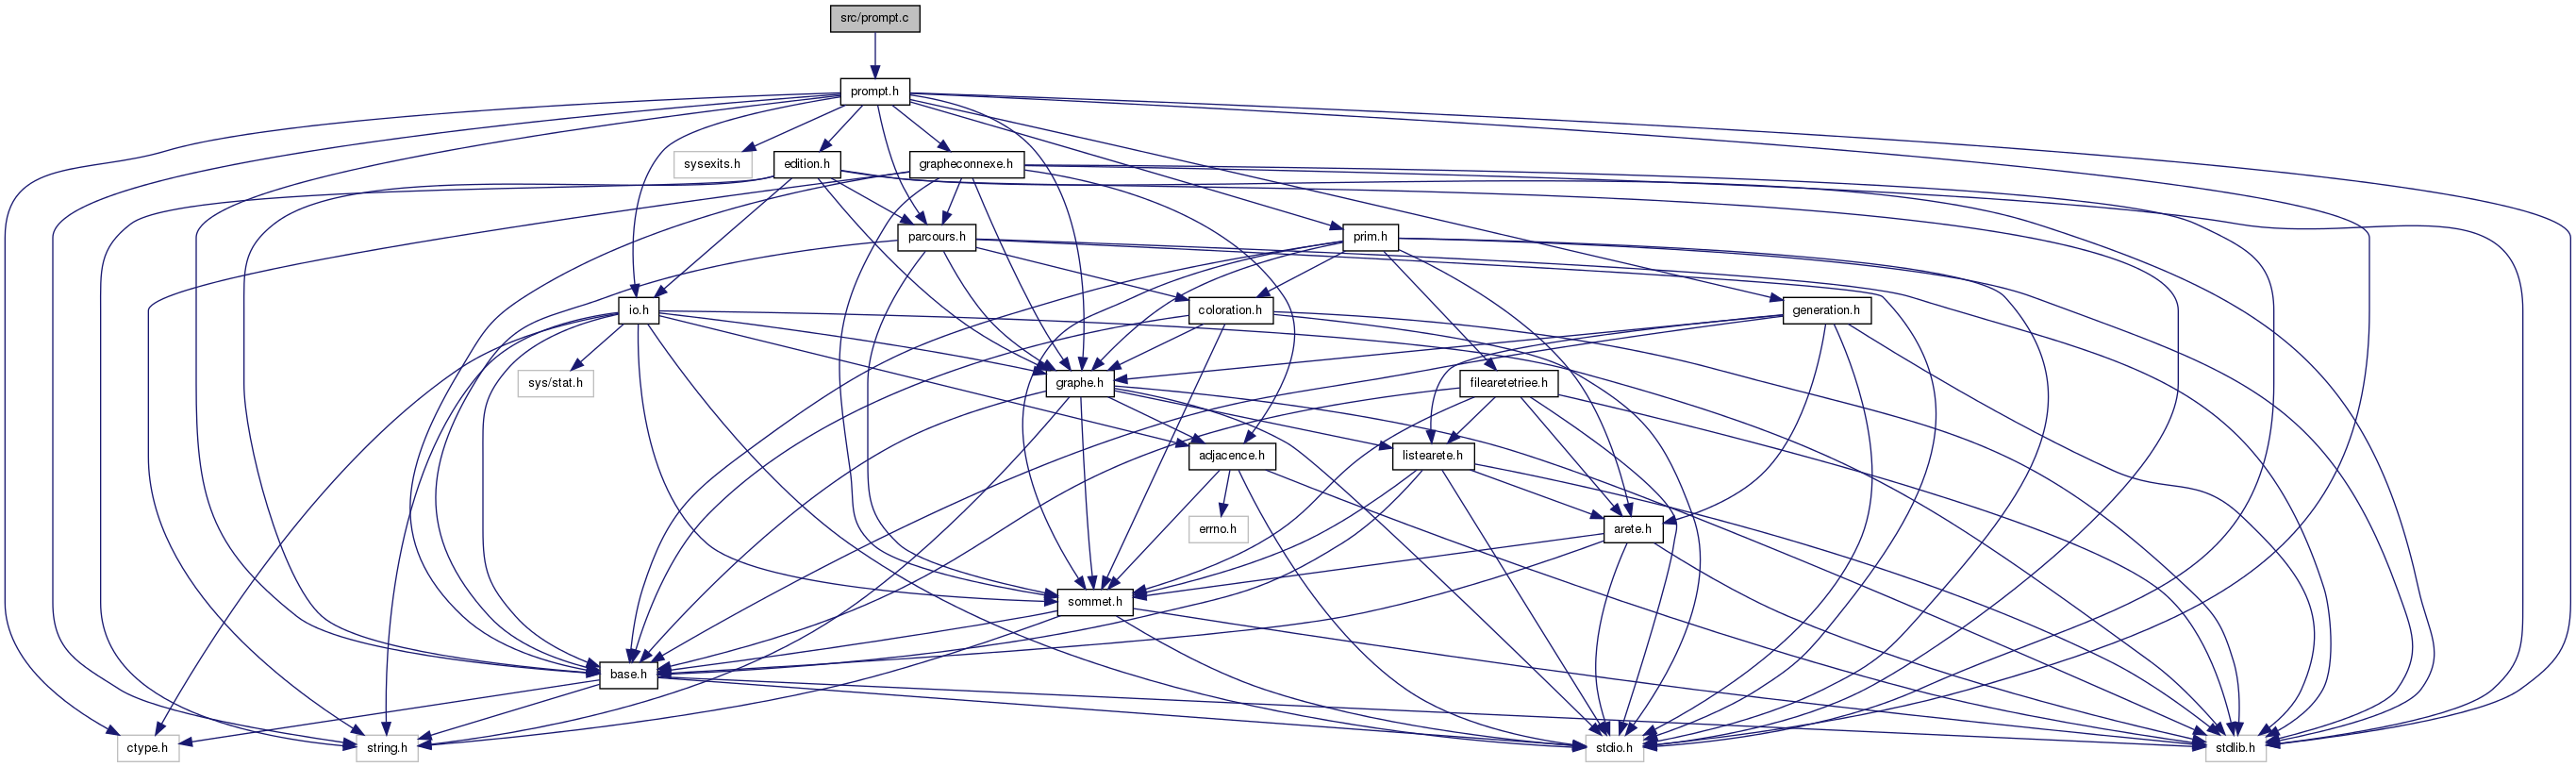 src/prompt.c
prompt.h
sysexits.h
edition.h
grapheconnexe.h
parcours.h
prim.h
io.h
coloration.h
generation.h
sys/stat.h
graphe.h
filearetetriee.h
adjacence.h
listearete.h
errno.h
arete.h
sommet.h
base.h
ctype.h
string.h
stdio.h
stdlib.h